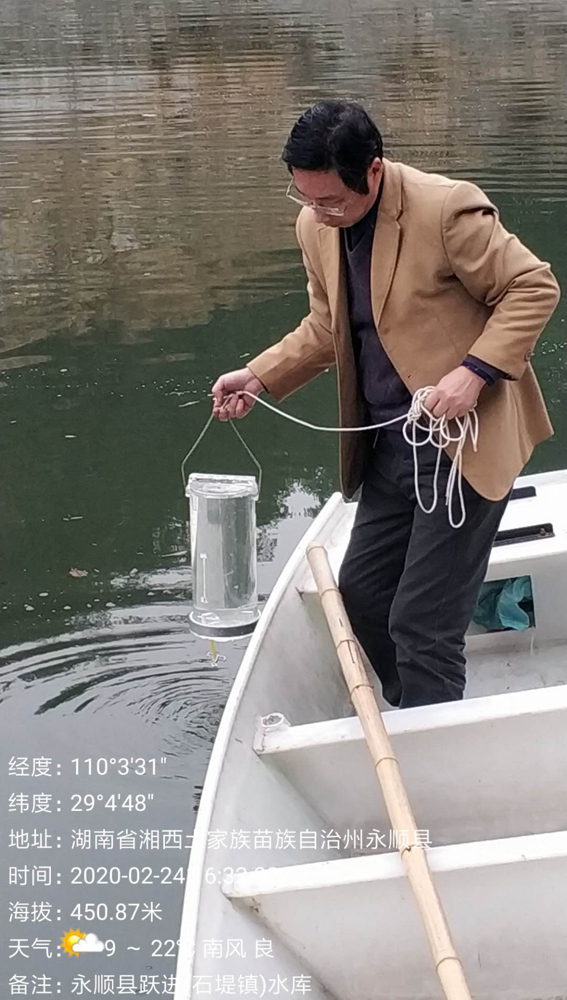 经度：110°3'31"
纬度：29°4'48"
地址：湖南省湘西土家族苗族自治州永顺县
时间：2020-02-24 6:32
海拔：450.87米
天气： 9 ~ 22℃ 南风 良
备注：永顺县跃进(石堤镇)水库